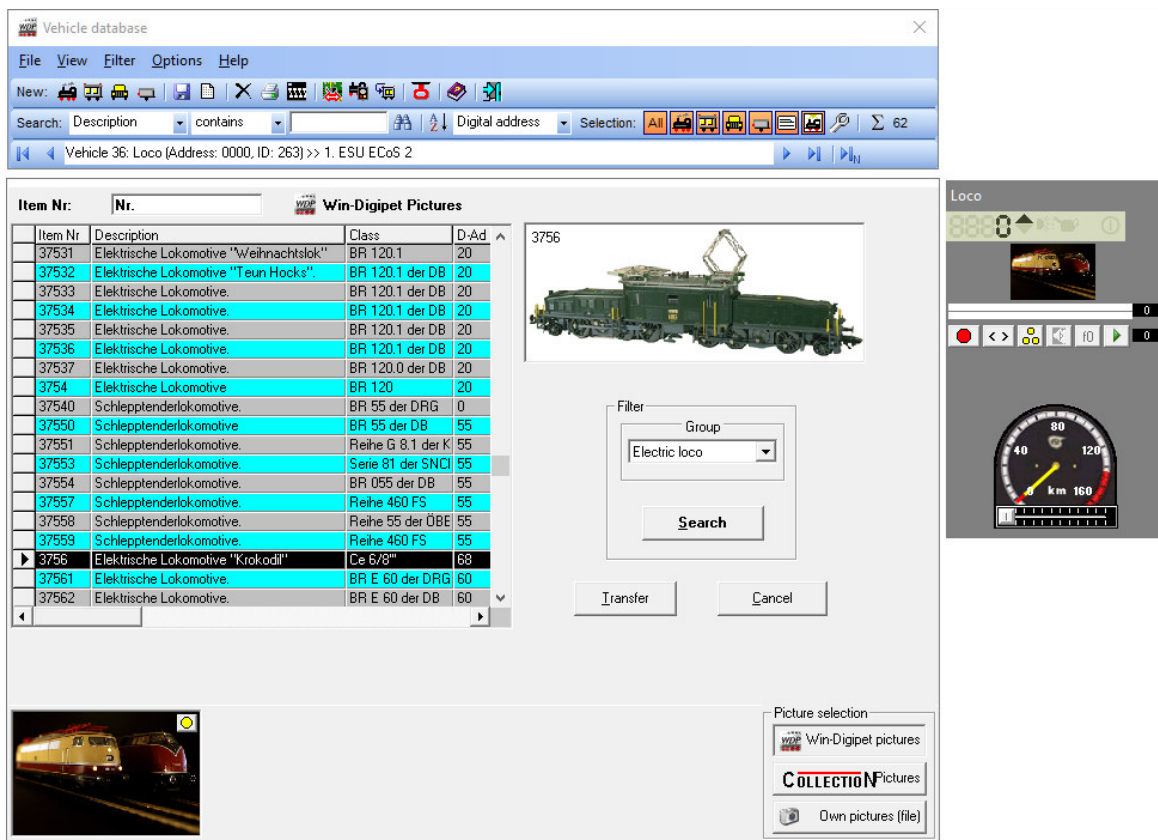 WDP Vehicle database
File View Filter Options Help
New:
Search: Description contains Digital address Selection: All Σ 62
Vehicle 36: Loco (Address: 0000, ID: 263) >> 1. ESU ECoS 2 N
Item Nr: Nr. WDP Win-Digipet Pictures
Item Nr Description Class D-Ad
37531 Elektrische Lokomotive "Weihnachtslok" BR 120.1 20
37532 Elektrische Lokomotive "Teun Hocks". BR 120.1 der DB 20
37533 Elektrische Lokomotive. BR 120.1 der DB 20
37534 Elektrische Lokomotive. BR 120.1 der DB 20
37535 Elektrische Lokomotive. BR 120.1 der DB 20
37536 Elektrische Lokomotive. BR 120.1 der DB 20
37537 Elektrische Lokomotive. BR 120.0 der DB 20
3754 Elektrische Lokomotive BR 120 20
37540 Schlepptenderlokomotive. BR 55 der DRG 0
37550 Schlepptenderlokomotive BR 55 der DB 55
37551 Schlepptenderlokomotive. Reihe G 8.1 der K 55
37553 Schlepptenderlokomotive. Serie 81 der SNCI 55
37554 Schlepptenderlokomotive. BR 055 der DB 55
37557 Schlepptenderlokomotive. Reihe 460 FS 55
37558 Schlepptenderlokomotive. Reihe 55 der ÖBE 55
37559 Schlepptenderlokomotive. Reihe 460 FS 55
3756 Elektrische Lokomotive "Krokodil" Ce 6/8''' 68
37561 Elektrische Lokomotive. BR E 60 der DRG 60
37562 Elektrische Lokomotive. BR E 60 der DB 60
3756
Filter
Group
Electric loco
Search
Transfer Cancel
Picture selection
WDP Win-Digipet pictures
COLLECTION Pictures
Own pictures (file)
Loco
0
0
< > f0 0
80
40 120
0 km 160